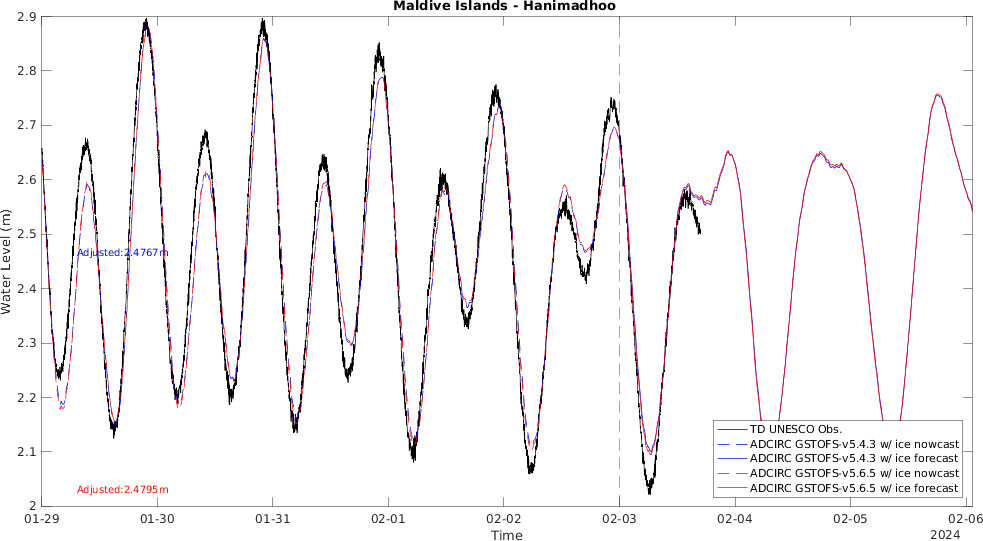 Maldive Islands - Hanimadhoo
2.9
2.8
2.7
2.6
2.5
2.4
2.3
2.2
2.1
2
Water Level (m)
Adjusted:2.4767m
Adjusted:2.4795m
TD UNESCO Obs.
ADCIRC GSTOFS-v5.4.3 w/ ice nowcast
ADCIRC GSTOFS-v5.4.3 w/ ice forecast
ADCIRC GSTOFS-v5.6.5 w/ ice nowcast
ADCIRC GSTOFS-v5.6.5 w/ ice forecast
01-29 01-30 01-31 02-01 02-02 02-03 02-04 02-05 02-06
Time
2024